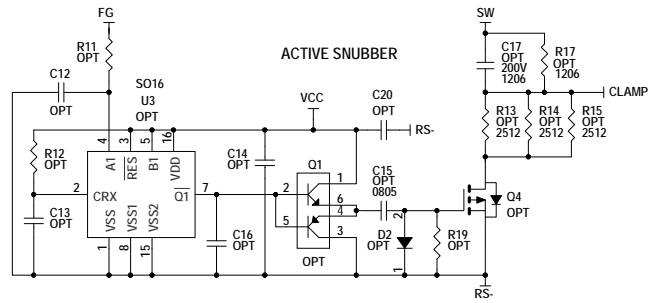 FG
SW
R11
OPT
ACTIVE SNUBBER
C17
OPT
200V
1206
R17
OPT
1206
C12
OPT
SO16
U3
OPT
VCC
C20
OPT
RS-
CLAMP
R13
OPT
2512
R14
OPT
2512
R15
OPT
2512
4
3
5
16
A1
RES
B1
VDD
R12
OPT
2
CRX
Q1
7
C14
OPT
Q1
1
2
6
4
5
3
OPT
C15
OPT
0805
Q4
OPT
C13
OPT
VSS
VSS1
VSS2
1
8
15
C16
OPT
2
D2
OPT
1
R19
OPT
RS-